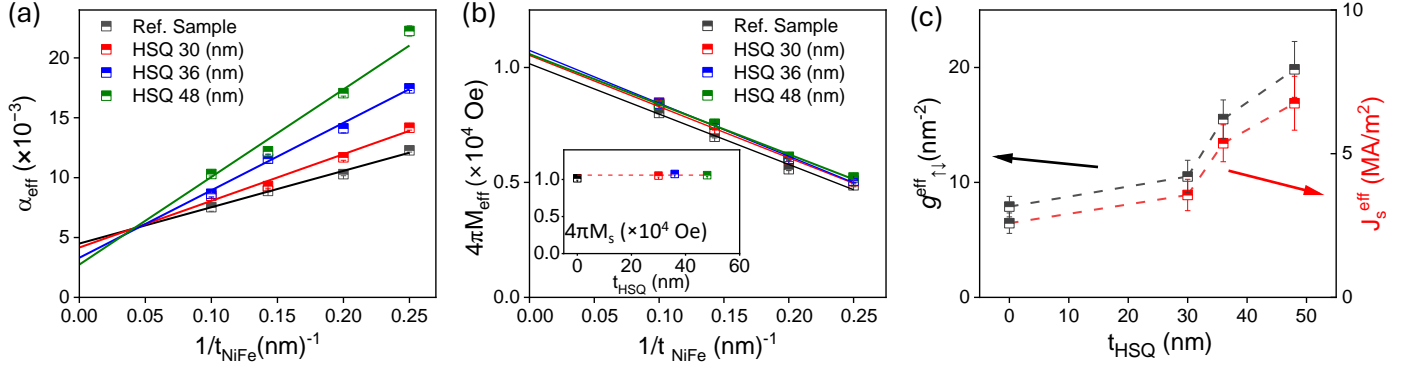 (a)
Ref. Sample
HSQ 30 (nm)
HSQ 36 (nm)
HSQ 48 (nm)
α_eff (×10⁻³)
20
15
10
5
0
0.00 0.05 0.10 0.15 0.20 0.25
1/t_NiFe(nm)⁻¹
(b)
Ref. Sample
HSQ 30 (nm)
HSQ 36 (nm)
HSQ 48 (nm)
4πM_eff (×10⁴ Oe)
1.0
0.5
0.0
0.00 0.05 0.10 0.15 0.20 0.25
1/t NiFe(nm)⁻¹
1.0
0.5
0.0
4πM_s (×10⁴ Oe)
0 20 40 60
t_HSQ (nm)
(c)
g^eff_↑↓(nm⁻²)
20
10
0
0 10 20 30 40 50
t_HSQ (nm)
10
5
0
J_s^eff (MA/m²)